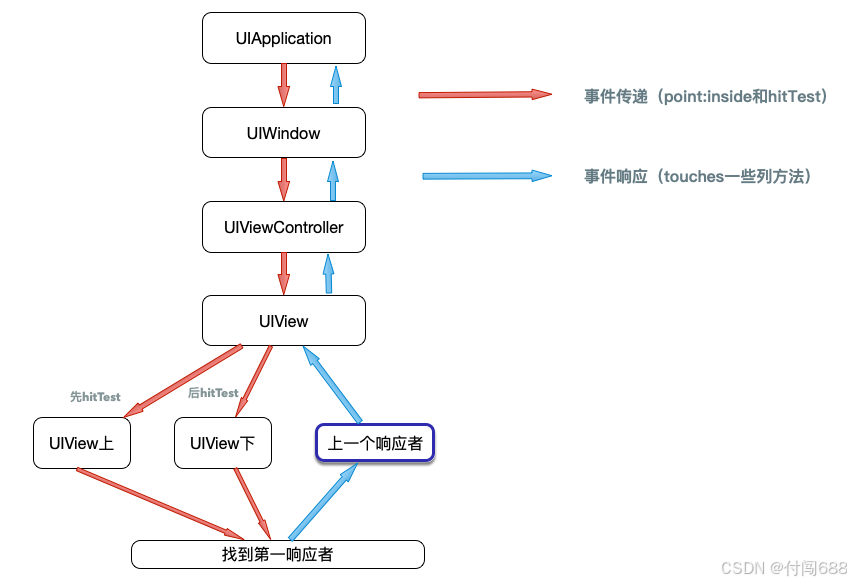 UIApplication
事件传递（point:inside和hitTest）
UIWindow
事件响应（touches一些列方法）
UIViewController
UIView
先hitTest
后hitTest
UIView上
UIView下
上一个响应者
找到第一响应者
CSDN @付闯688